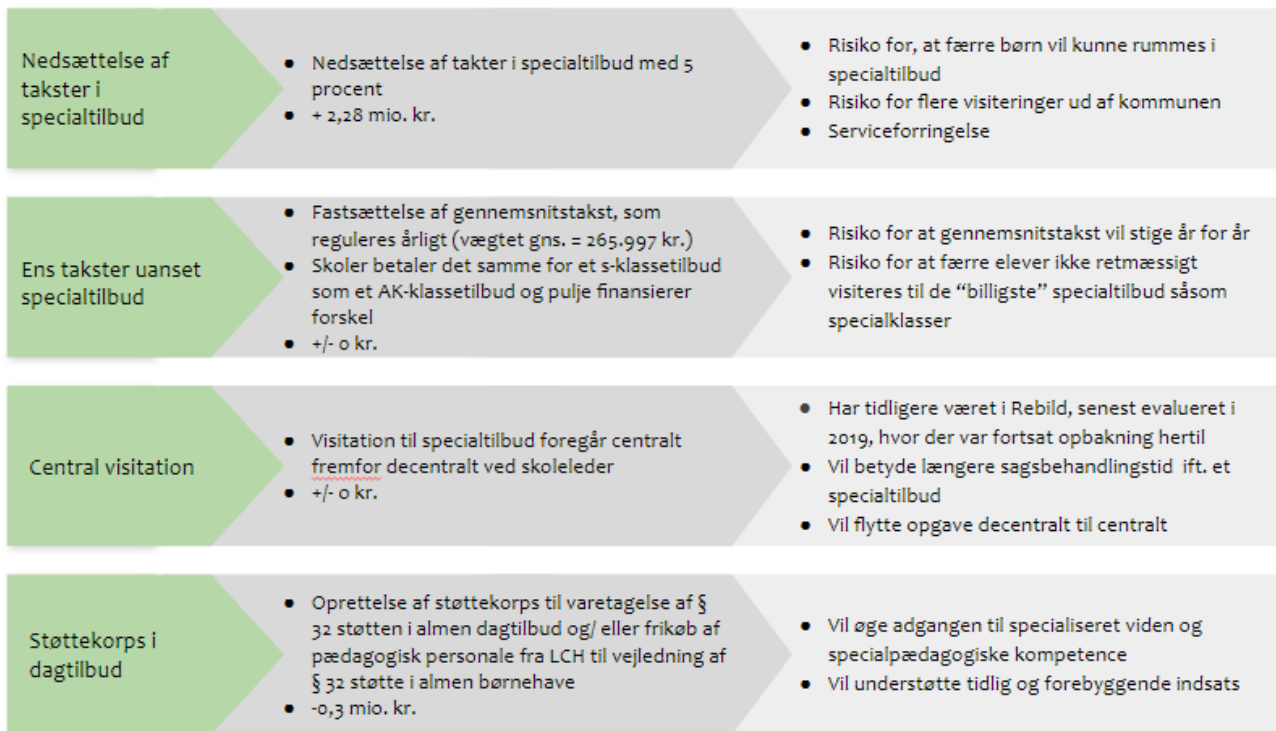 Nedsættelse af
takster i
specialtilbud
● Nedsættelse af takter i specialtilbud med 5
procent
● + 2,28 mio. kr.
● Risiko for, at færre børn vil kunne rummes i
specialtilbud
● Risiko for flere visiteringer ud af kommunen
● Serviceforringelse
Ens takster uanset
specialtilbud
● Fastsættelse af gennemsnitstakst, som
reguleres årligt (vægtet gns. = 265.997 kr.)
● Skoler betaler det samme for et s-klassetilbud
som et AK-klassetilbud og pulje finansierer
forskel
● +/- 0 kr.
● Risiko for at gennemsnitstakst vil stige år for år
● Risiko for at færre elever ikke retmæssigt
visiteres til de “billigste” specialtilbud såsom
specialklasser
Central visitation
● Visitation til specialtilbud foregår centralt
fremfor decentralt ved skoleleder
● +/- 0 kr.
● Har tidligere været i Rebild, senest evalueret i
2019, hvor der var fortsat opbakning hertil
● Vil betyde længere sagsbehandlingstid ift. et
specialtilbud
● Vil flytte opgave decentralt til centralt
Støttekorps i
dagtilbud
● Oprettelse af støttekorps til varetagelse af §
32 støtten i almen dagtilbud og/ eller frikøb af
pædagogisk personale fra LCH til vejledning af
§ 32 støtte i almen børnehave
● -0,3 mio. kr.
● Vil øge adgangen til specialiseret viden og
specialpædagogiske kompetence
● Vil understøtte tidlig og forebyggende indsats